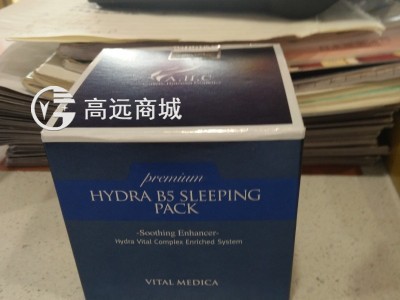 A.H.C
高远商城
premium
HYDRA B5 SLEEPING
PACK
-Soothing Enhancer-
Hydra Vital Complex Enriched System
VITAL MEDICA